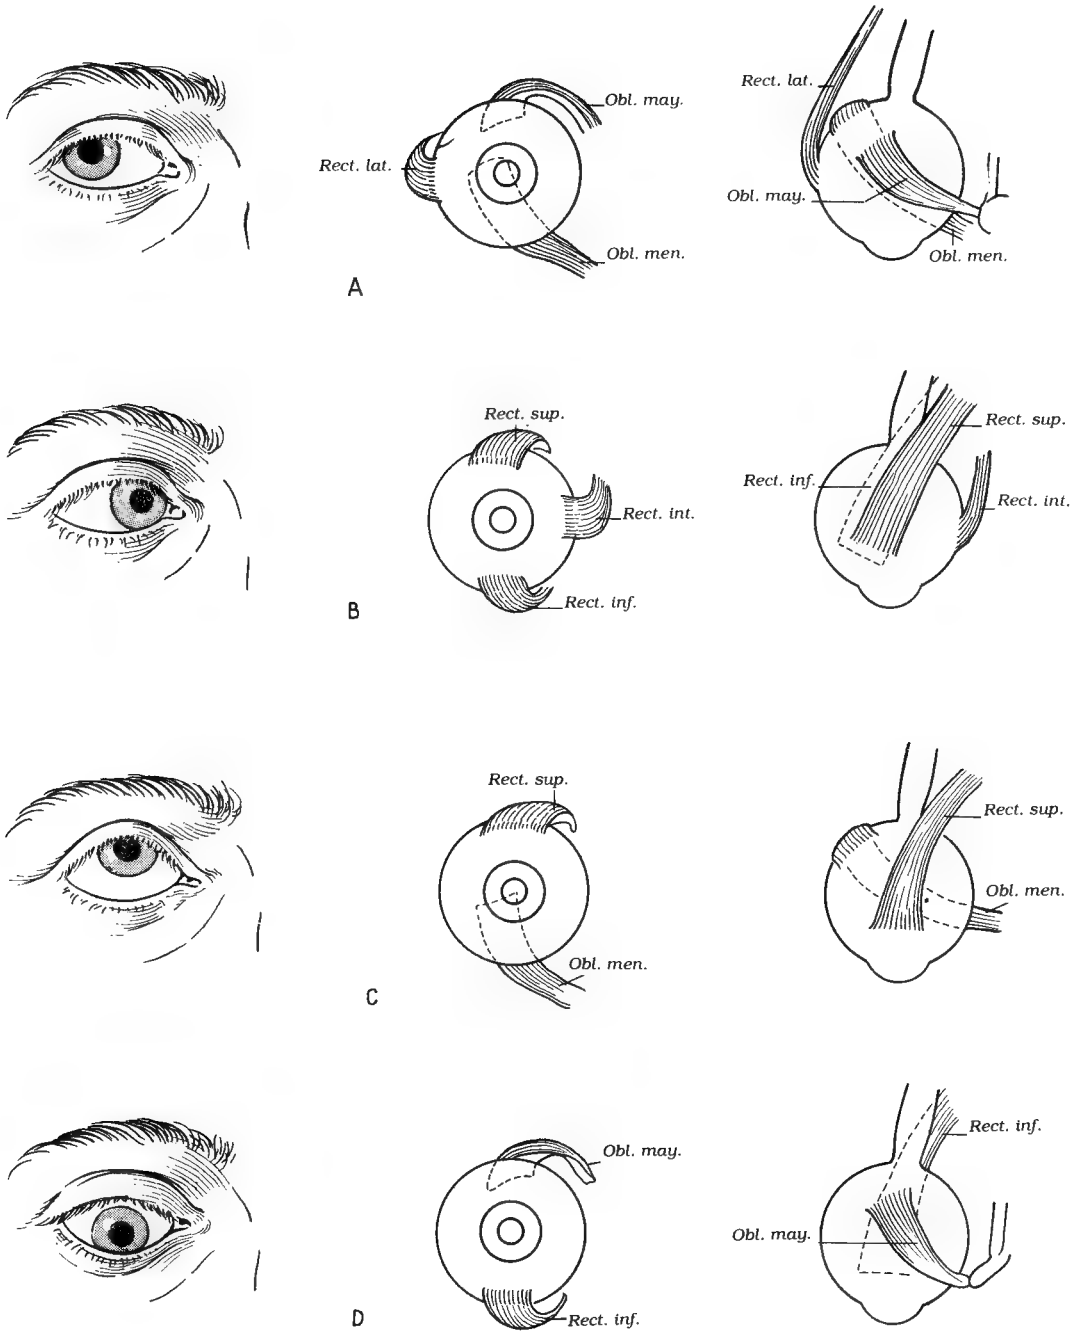 Rect. lat.
Obl. may.
Rect. lat.
Obl. may.
Obl. men.
Obl. men.
A
Rect. sup.
Rect. sup.
Rect. inf.
Rect. int.
Rect. int.
Rect. inf.
B
Rect. sup.
Rect. sup.
Obl. men.
Obl. men.
C
Rect. inf.
Obl. may.
Obl. may.
Rect. inf.
D